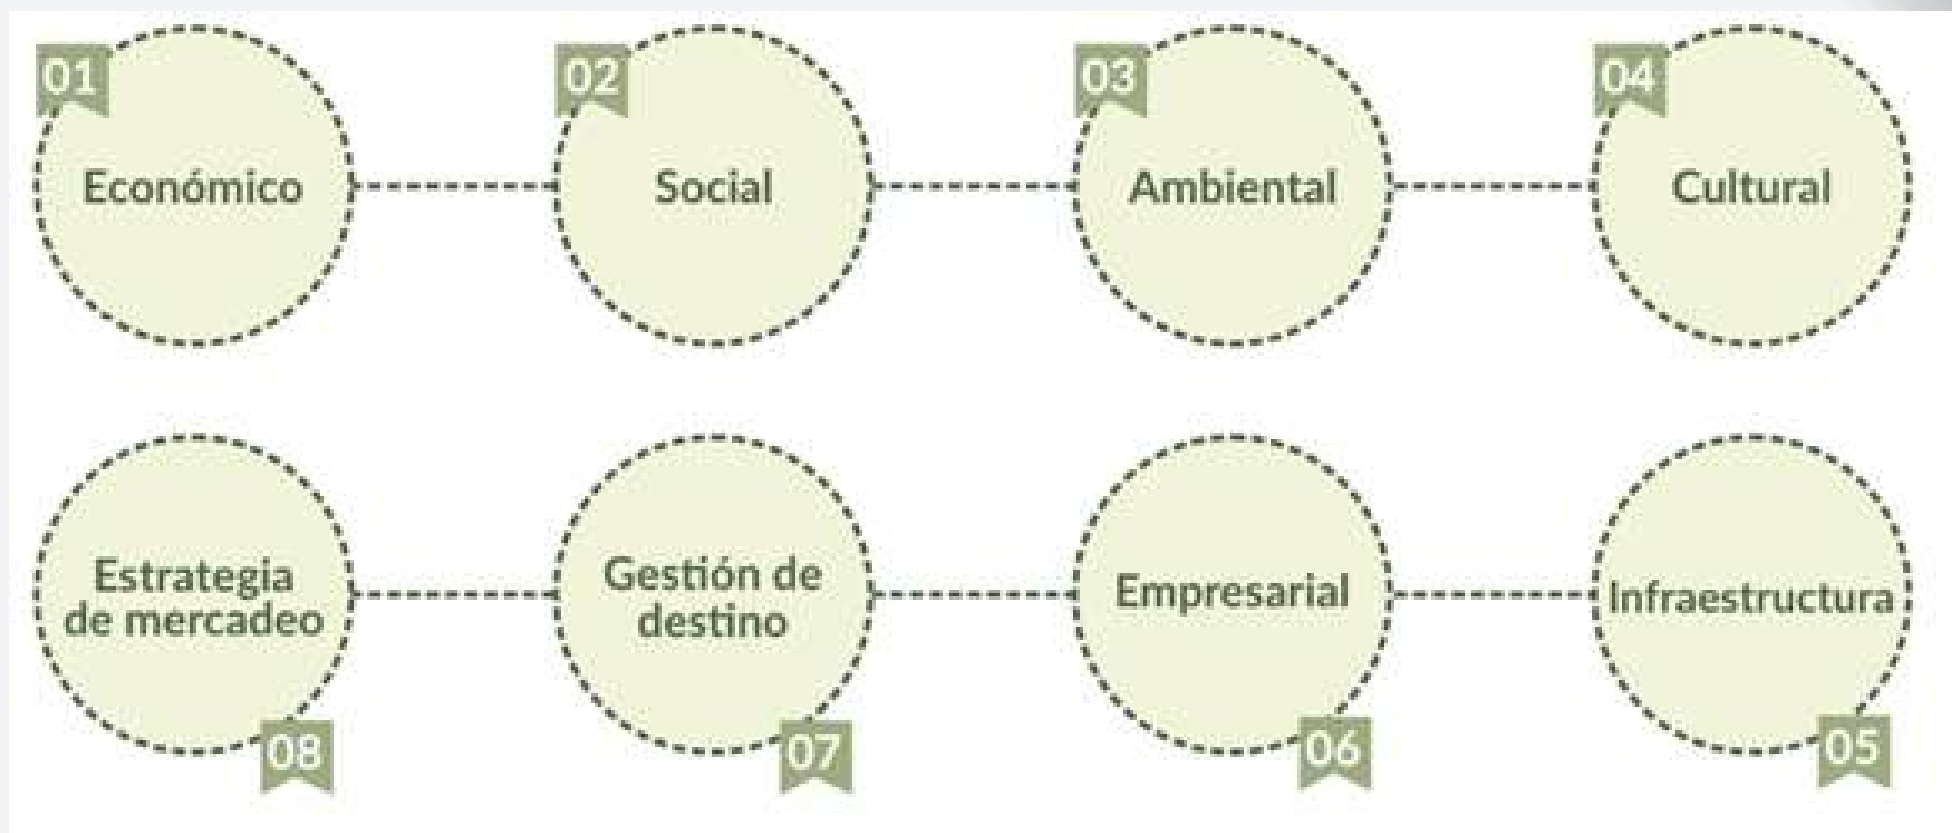 01
Económico
02
Social
03
Ambiental
04
Cultural
Estrategia
de mercadeo
08
Gestión de
destino
07
Empresarial
06
Infraestructura
05